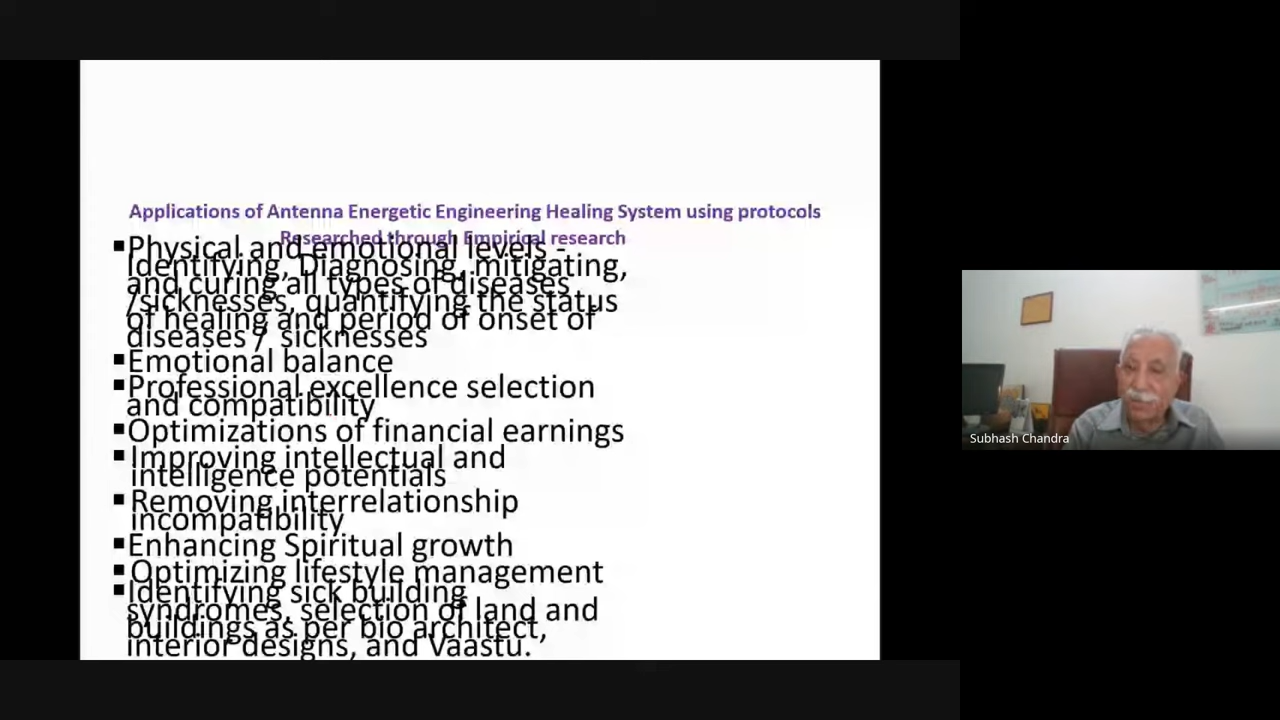 Applications of Antenna Energetic Engineering Healing System using protocols
Researched through Empirical research
▪Physical and emotional levels -
Identifying, Diagnosing, mitigating,
and curing all types of diseases
/sicknesses, quantifying the status
of healing and period of onset of
diseases / sicknesses
▪Emotional balance
▪Professional excellence selection
and compatibility
▪Optimizations of financial earnings
▪Improving intellectual and
intelligence potentials
▪Removing interrelationship
incompatibility
▪Enhancing Spiritual growth
▪Optimizing lifestyle management
▪Identifying sick building
syndromes, selection of land and
buildings as per bio architect,
interior designs, and Vaastu.
Subhash Chandra